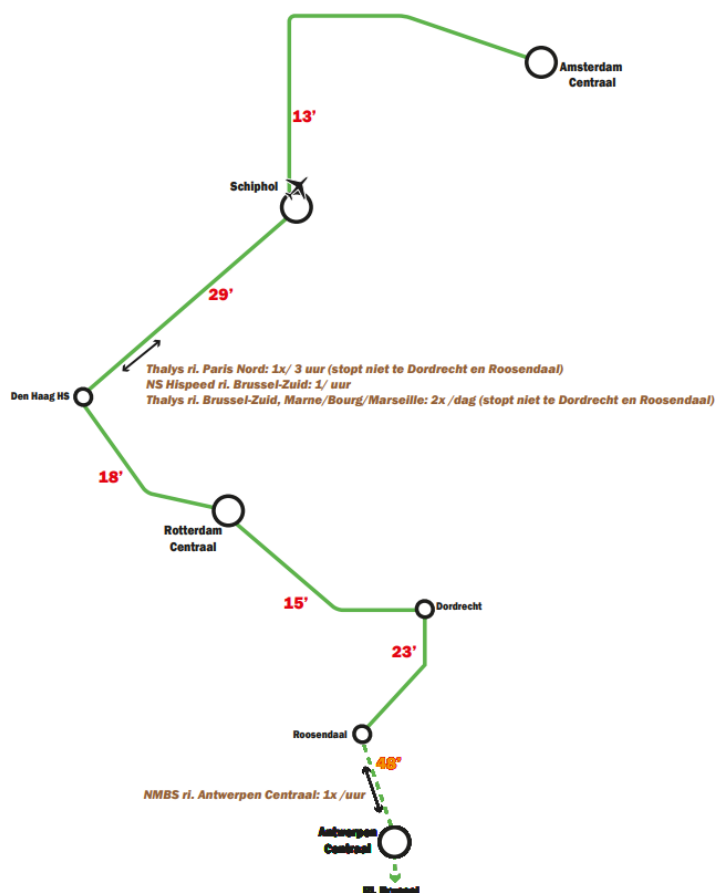 Amsterdam
Centraal
13’
Schiphol
29’
Thalys ri. Paris Nord: 1x/ 3 uur (stopt niet te Dordrecht en Roosendaal)
NS Hispeed ri. Brussel-Zuid: 1/ uur
Thalys ri. Brussel-Zuid, Marne/Bourg/Marseille: 2x /dag (stopt niet te Dordrecht en Roosendaal)
Den Haag HS
18’
Rotterdam
Centraal
15’
Dordrecht
23’
Roosendaal
48’
NMBS ri. Antwerpen Centraal: 1x /uur
Antwerpen
Centraal